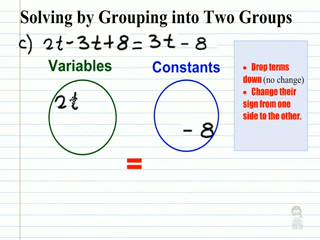 Solving by Grouping into Two Groups
c) 2t - 3t + 8 = 3t - 8
Variables Constants
• Drop terms
down (no change)
• Change their
sign from one
side to the other.
2t
- 8
=